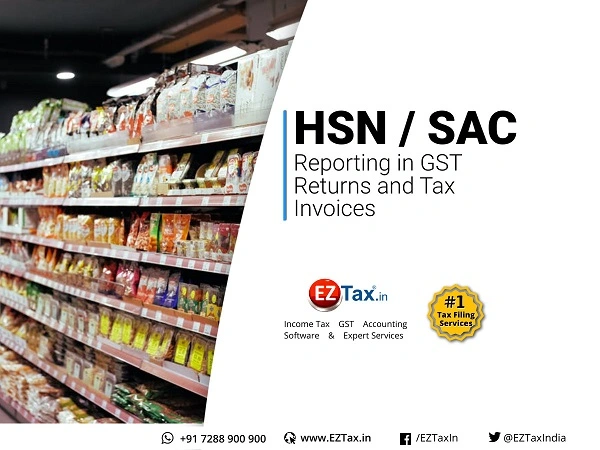 HSN / SAC
Reporting in GST
Returns and Tax
Invoices
EZTax.in
Income Tax GST Accounting
Software & Expert Services
#1
Tax Filing
Services
+91 7288 900 900
www.EZTax.in
/EZTaxIn
@EZTaxIndia